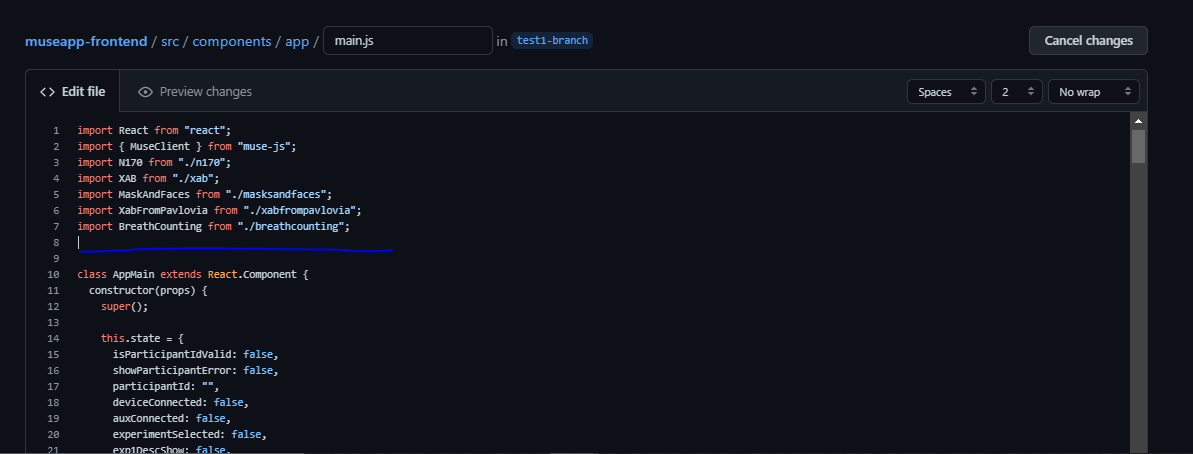 museapp-frontend / src / components / app / main.js in test1-branch Cancel changes
<> Edit file Preview changes Spaces 2 No wrap
1 import React from "react";
2 import { MuseClient } from "muse-js";
3 import N170 from "./n170";
4 import XAB from "./xab";
5 import MaskAndFaces from "./masksandfaces";
6 import XabFromPavlovia from "./xabfrompavlovia";
7 import BreathCounting from "./breathcounting";
8
9
10 class AppMain extends React.Component {
11 constructor(props) {
12 super();
13
14 this.state = {
15 isParticipantIdValid: false,
16 showParticipantError: false,
17 participantId: "",
18 deviceConnected: false,
19 auxConnected: false,
20 experimentSelected: false,
21 exp1DescShow: false,